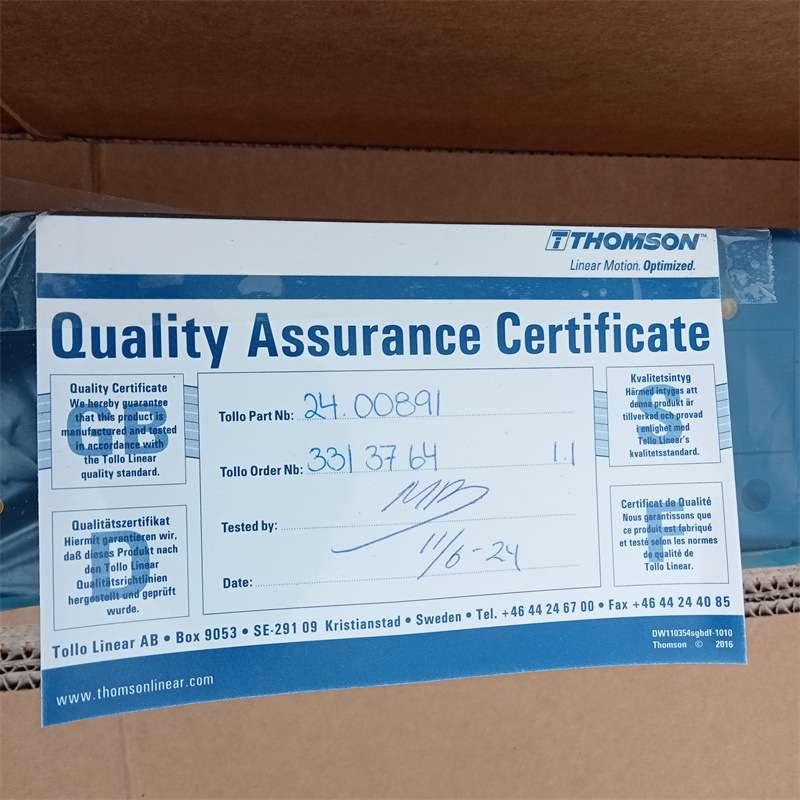 THOMSON™
Linear Motion. Optimized.
Quality Assurance Certificate
GB
Quality Certificate
We hereby guarantee
that this product is
manufactured and tested
in accordance with
the Tollo Linear
quality standard.
D
Qualitätszertifikat
Hiermit garantieren wir,
daß dieses Produkt nach
den Tollo Linear
Qualitätsrichtlinien
hergestellt und geprüft
wurde.
Tollo Part Nb: 24.00891
Tollo Order Nb: 3313764 1.1
Tested by: MB
Date: 11/6-24
S
Kvalitetsintyg
Härmed intygas att
denna produkt är
tillverkad och provad
i enlighet med
Tollo Linear's
kvalitetsstandard.
F
Certificat de Qualité
Nous garantissons que
ce produit est fabriqué
et testé selon les normes
de qualité de
Tollo Linear.
Tollo Linear AB • Box 9053 • SE-291 09 Kristianstad • Sweden • Tel. +46 44 24 67 00 • Fax +46 44 24 40 85
DW110354sgbdf-1010
Thomson © 2016
www.thomsonlinear.com